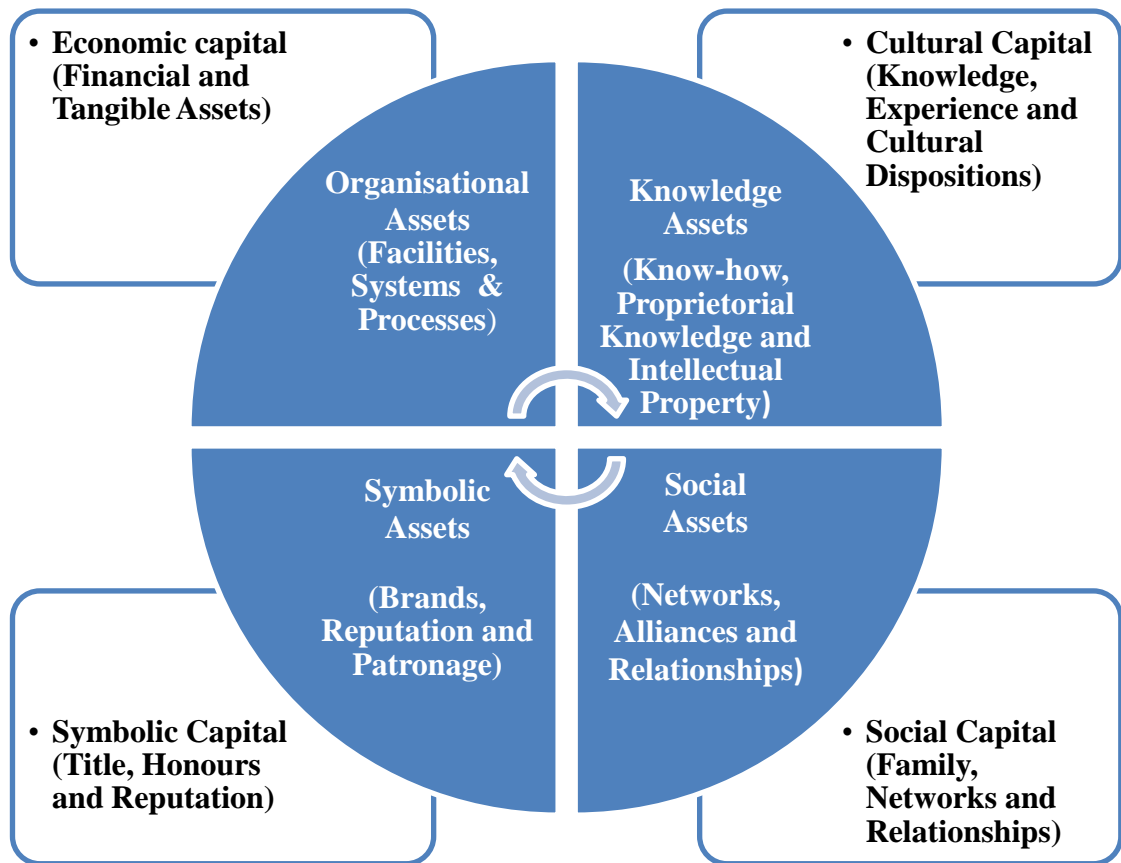 • Economic capital
(Financial and
Tangible Assets)
• Cultural Capital
(Knowledge,
Experience and
Cultural
Dispositions)
Organisational
Assets
(Facilities,
Systems &
Processes)
Knowledge
Assets
(Know-how,
Proprietorial
Knowledge and
Intellectual
Property)
Symbolic
Assets
(Brands,
Reputation and
Patronage)
Social
Assets
(Networks,
Alliances and
Relationships)
• Symbolic Capital
(Title, Honours
and Reputation)
• Social Capital
(Family,
Networks and
Relationships)